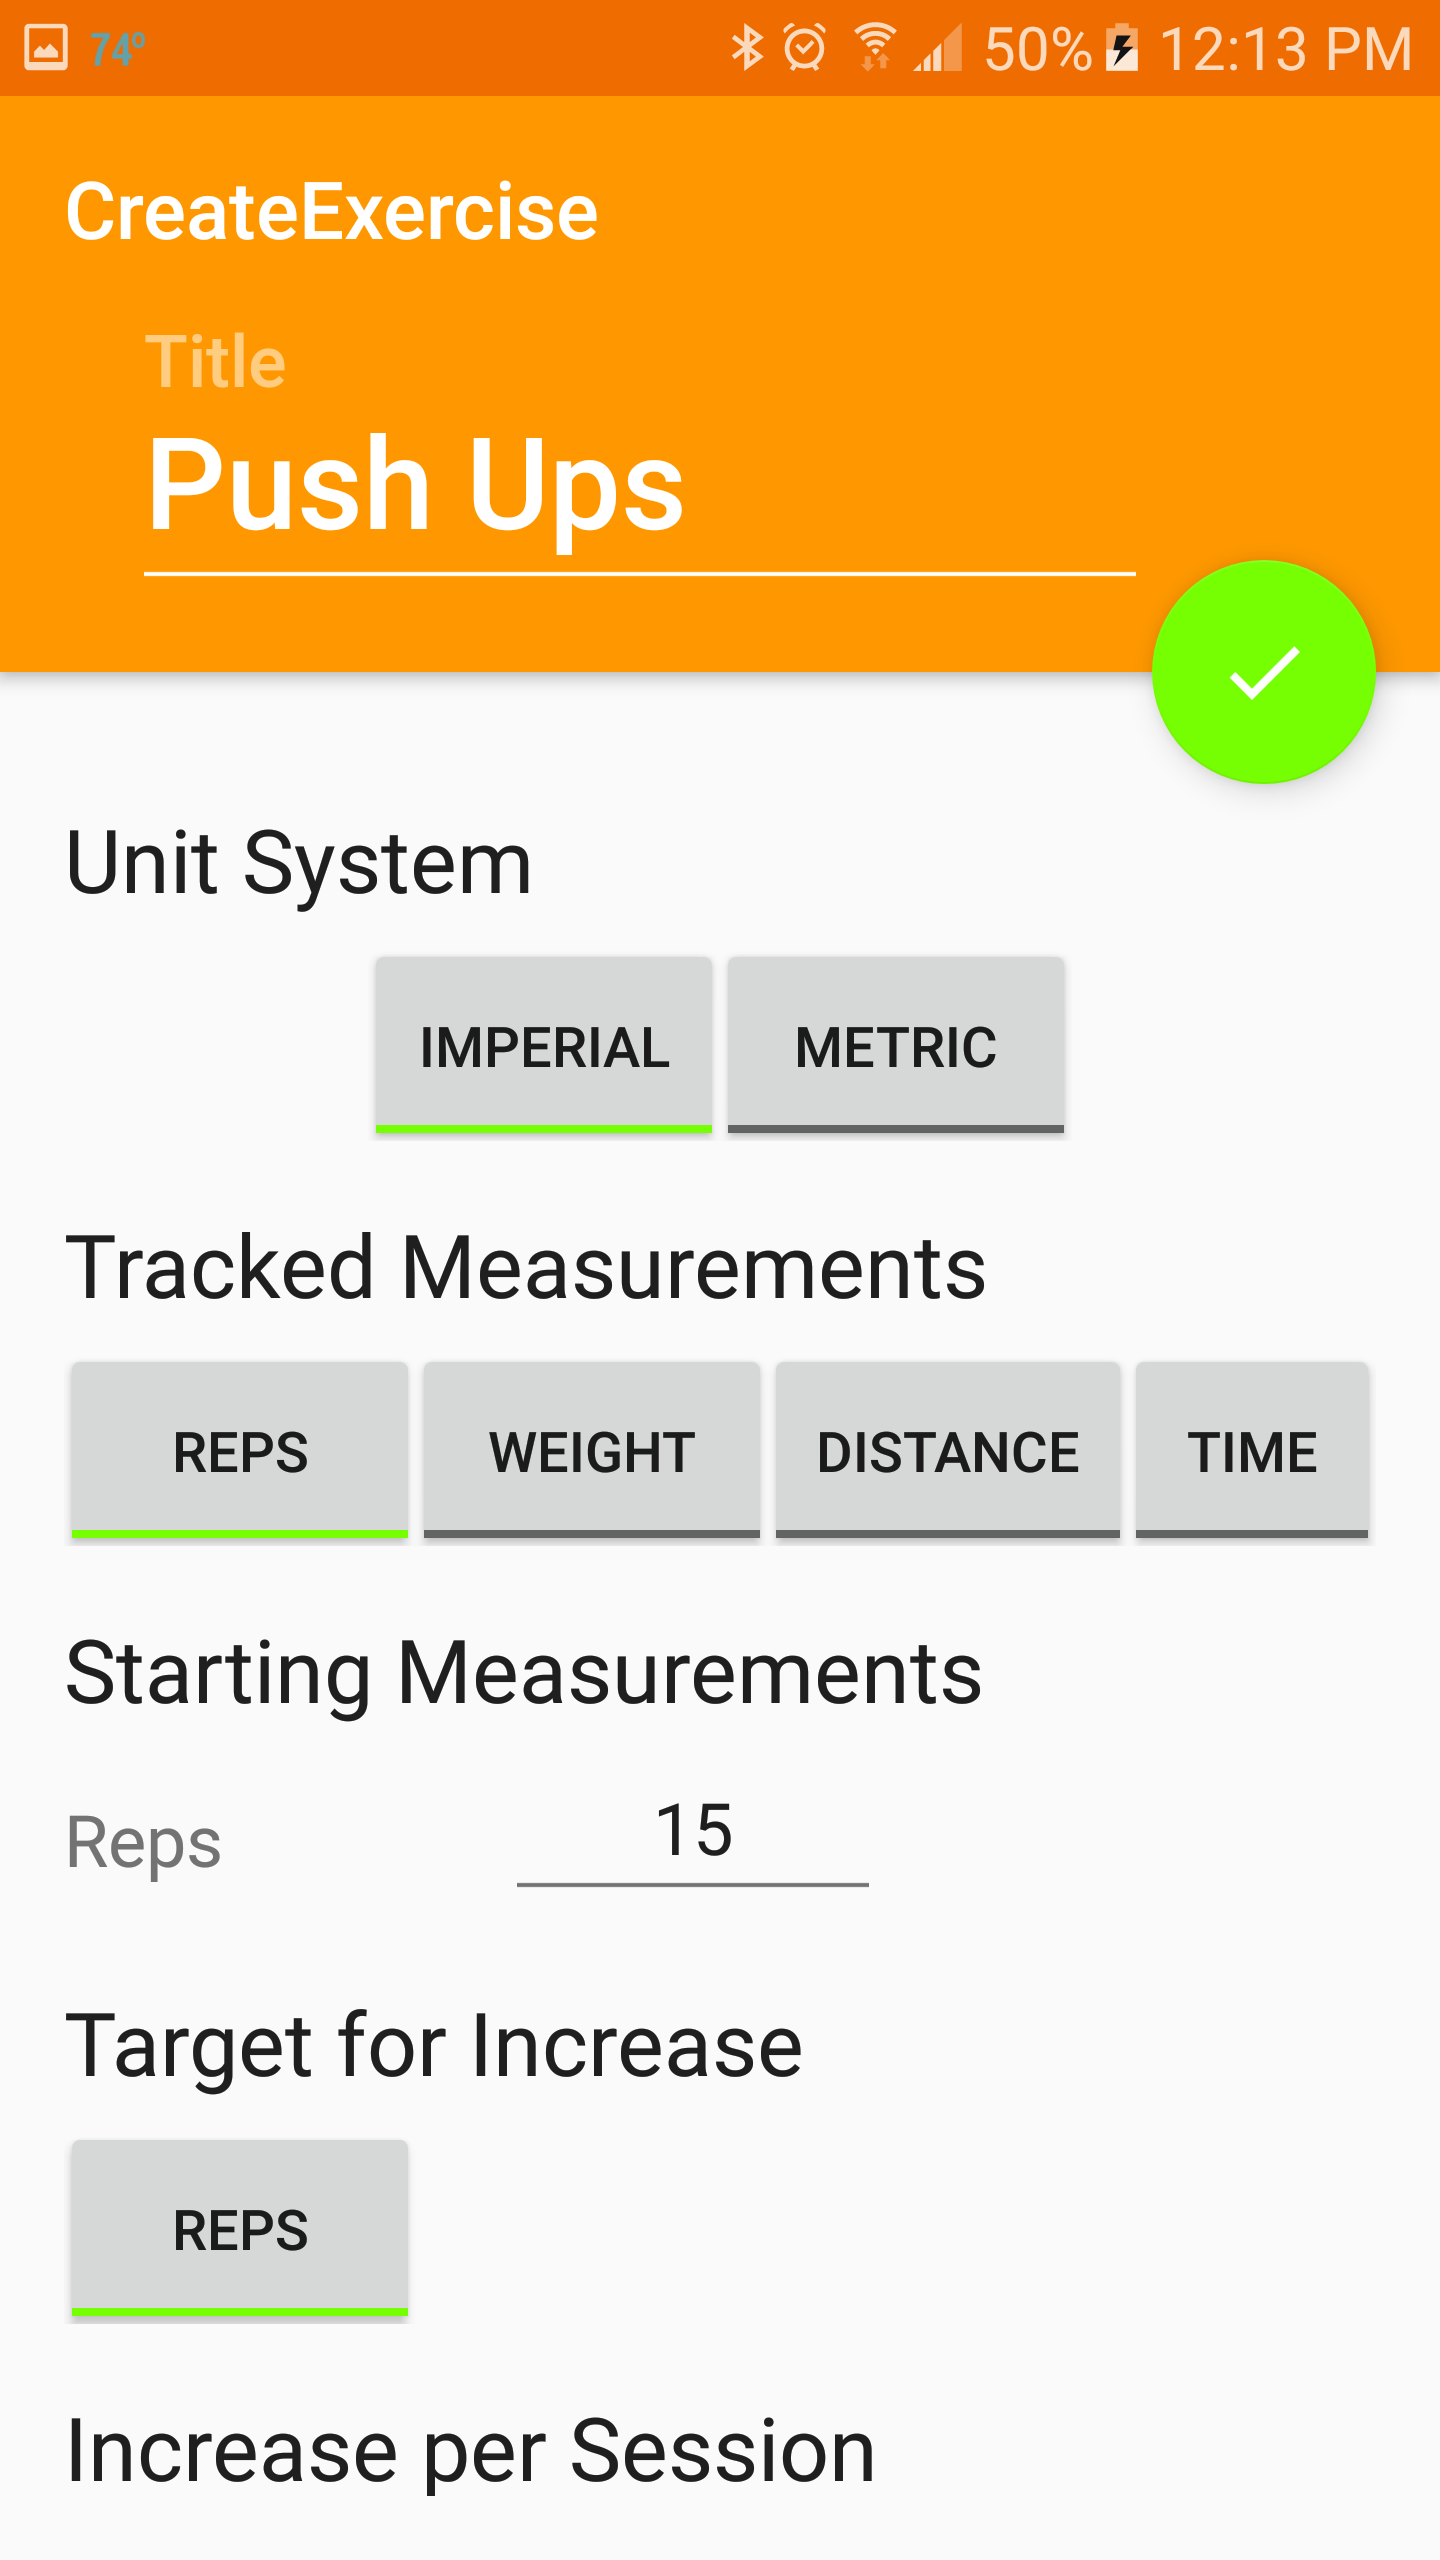 74° 50% 12:13 PM
CreateExercise
Title
Push Ups
Unit System
IMPERIAL METRIC
Tracked Measurements
REPS WEIGHT DISTANCE TIME
Starting Measurements
Reps 15
Target for Increase
REPS
Increase per Session